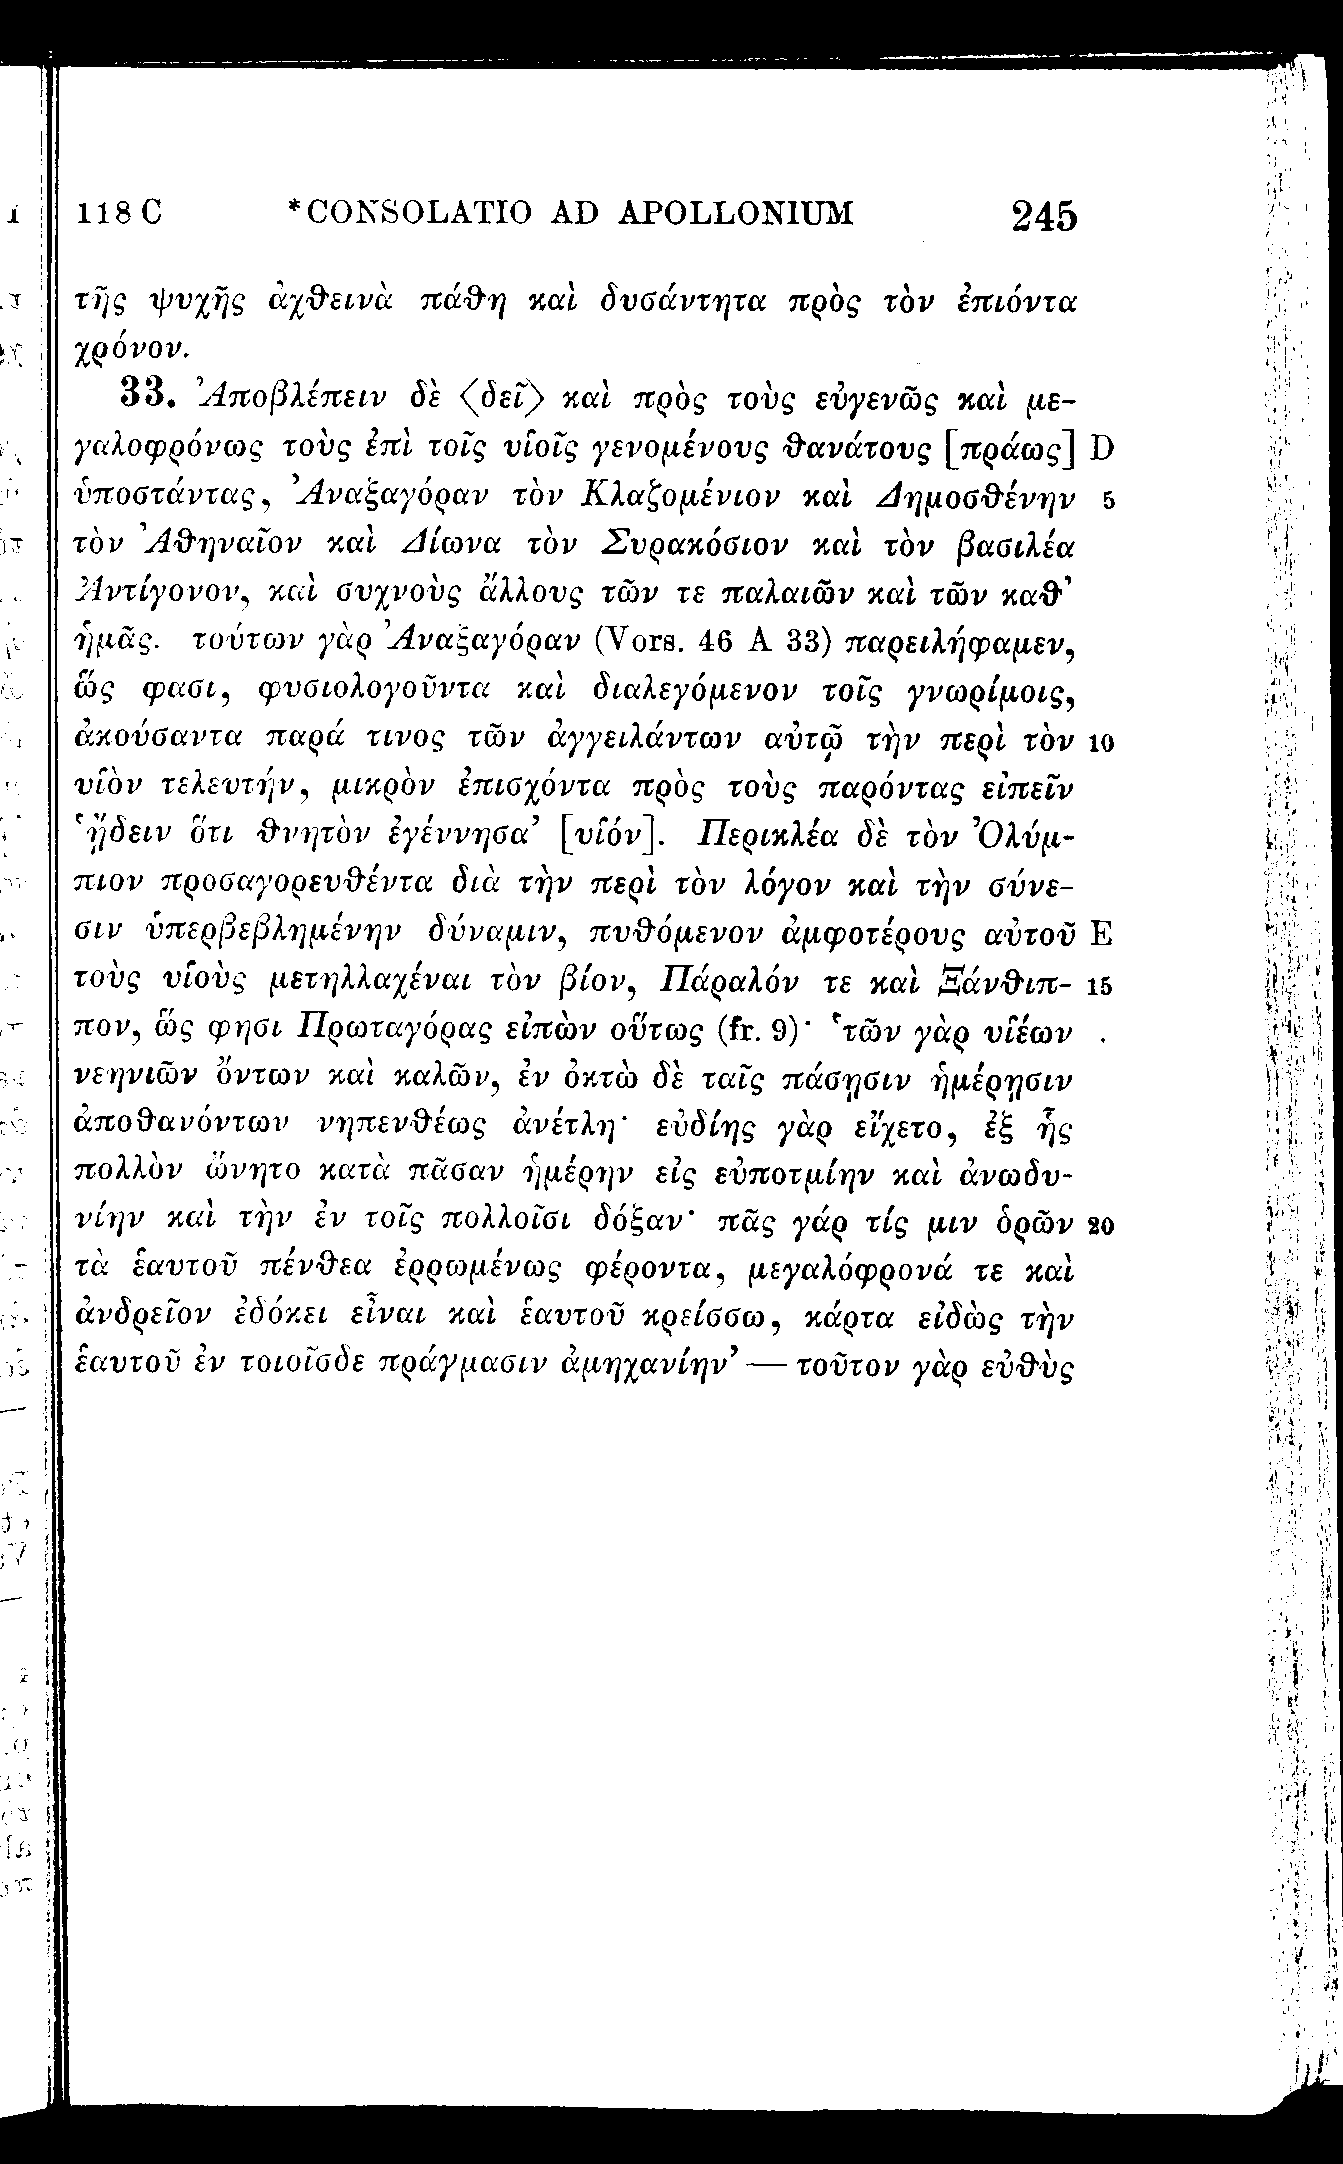 118 C *CONSOLATIO AD APOLLONIUM 245
τῆς ψυχῆς ἀχθεινὰ πάθη καὶ δυσάντητα πρὸς τὸν ἐπιόντα
χρόνον.
33. Ἀποβλέπειν δὲ ⟨δεῖ⟩ καὶ πρὸς τοὺς εὐγενῶς καὶ με-
γαλοφρόνως τοὺς ἐπὶ τοῖς υἱοῖς γενομένους θανάτους [πράως] D
ὑποστάντας, Ἀναξαγόραν τὸν Κλαζομένιον καὶ Δημοσθένην 5
τὸν Ἀθηναῖον καὶ Δίωνα τὸν Συρακόσιον καὶ τὸν βασιλέα
Ἀντίγονον, καὶ συχνοὺς ἄλλους τῶν τε παλαιῶν καὶ τῶν καθ’
ἡμᾶς. τούτων γὰρ Ἀναξαγόραν (Vors. 46 A 33) παρειλήφαμεν,
ὥς φασι, φυσιολογοῦντα καὶ διαλεγόμενον τοῖς γνωρίμοις,
ἀκούσαντα παρά τινος τῶν ἀγγειλάντων αὐτῷ τὴν περὶ τὸν 10
υἱὸν τελευτήν, μικρὸν ἐπισχόντα πρὸς τοὺς παρόντας εἰπεῖν
‘ᾔδειν ὅτι θνητὸν ἐγέννησα’ [υἱόν]. Περικλέα δὲ τὸν Ὀλύμ-
πιον προσαγορευθέντα διὰ τὴν περὶ τὸν λόγον καὶ τὴν σύνε-
σιν ὑπερβεβλημένην δύναμιν, πυθόμενον ἀμφοτέρους αὐτοῦ E
τοὺς υἱοὺς μετηλλαχέναι τὸν βίον, Πάραλόν τε καὶ Ξάνθιπ- 15
πον, ὥς φησι Πρωταγόρας εἰπὼν οὕτως (fr. 9)· ‘τῶν γὰρ υἱέων
νεηνιῶν ὄντων καὶ καλῶν, ἐν ὀκτὼ δὲ ταῖς πάσῃσιν ἡμέρῃσιν
ἀποθανόντων νηπενθέως ἀνέτλη· εὐδίης γὰρ εἴχετο, ἐξ ἧς
πολλὸν ὤνητο κατὰ πᾶσαν ἡμέρην εἰς εὐποτμίην καὶ ἀνωδυ-
νίην καὶ τὴν ἐν τοῖς πολλοῖσι δόξαν· πᾶς γάρ τίς μιν ὁρῶν 20
τὰ ἑαυτοῦ πένθεα ἐρρωμένως φέροντα, μεγαλόφρονά τε καὶ
ἀνδρεῖον ἐδόκει εἶναι καὶ ἑαυτοῦ κρείσσω, κάρτα εἰδὼς τὴν
ἑαυτοῦ ἐν τοιοῖσδε πράγμασιν ἀμηχανίην’ — τοῦτον γὰρ εὐθὺς